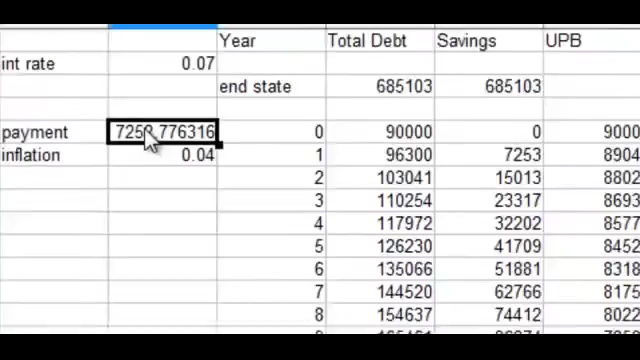 Year Total Debt Savings UPB
int rate 0.07
end state 685103 685103
payment 7252.776316 0 90000 0 9000
inflation 0.04 1 96300 7253 8904
2 103041 15013 8802
3 110254 23317 8693
4 117972 32202 8577
5 126230 41709 8452
6 135066 51881 8318
7 144520 62766 8175
8 154637 74412 8022